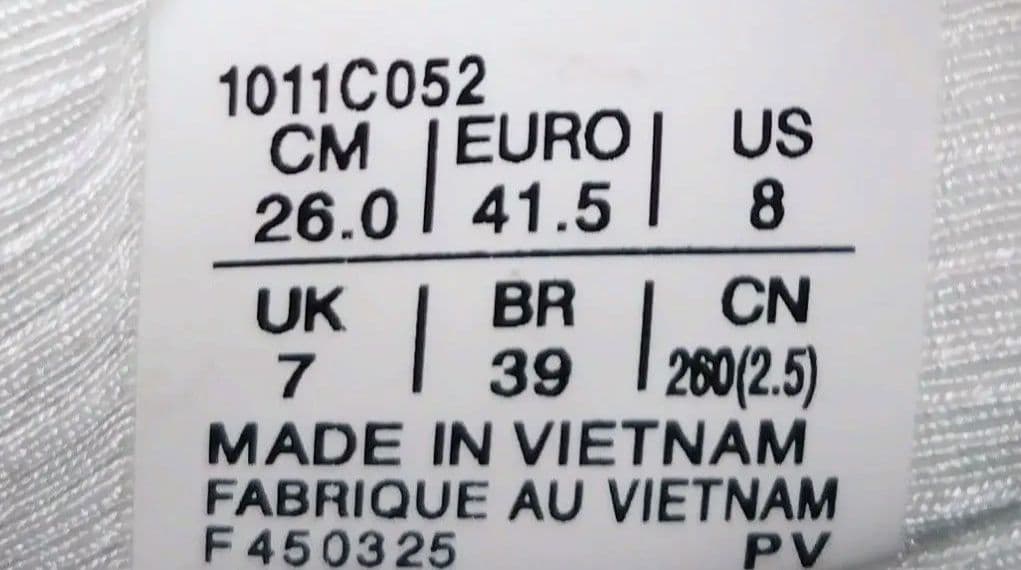 1011C052
CM | EURO | US
26.0 | 41.5 | 8
UK | BR | CN
7 | 39 | 260(2.5)
MADE IN VIETNAM
FABRIQUE AU VIETNAM
F450325 PV